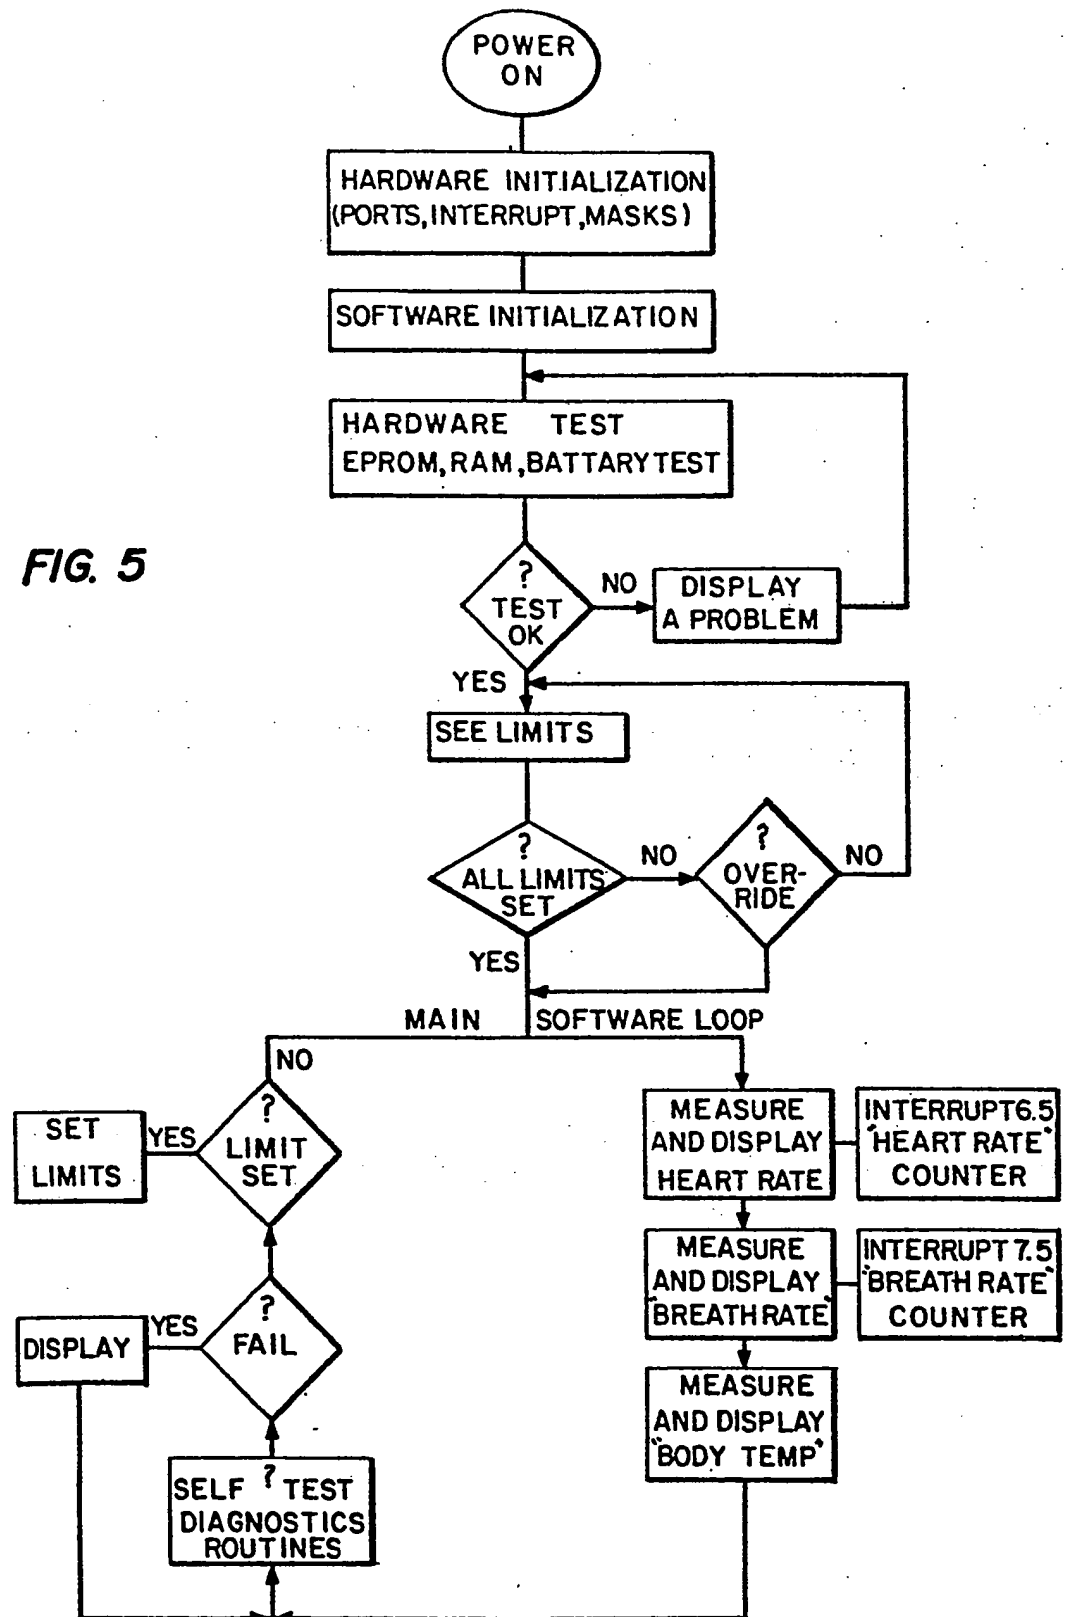 POWER
ON
HARDWARE INITIALIZATION
(PORTS,INTERRUPT,MASKS)
SOFTWARE INITIALIZATION
HARDWARE TEST
EPROM,RAM,BATTARY TEST
FIG. 5
?
TEST
OK
NO
DISPLAY
A PROBLEM
YES
SEE LIMITS
?
ALL LIMITS
SET
NO
?
OVER-
RIDE
NO
YES
MAIN SOFTWARE LOOP
NO
?
LIMIT
SET
YES
SET
LIMITS
MEASURE
AND DISPLAY
HEART RATE
INTERRUPT 6.5
"HEART RATE"
COUNTER
MEASURE
AND DISPLAY
"BREATH RATE"
INTERRUPT 7.5
"BREATH RATE"
COUNTER
?
FAIL
YES
DISPLAY
MEASURE
AND DISPLAY
"BODY TEMP"
SELF ? TEST
DIAGNOSTICS
ROUTINES